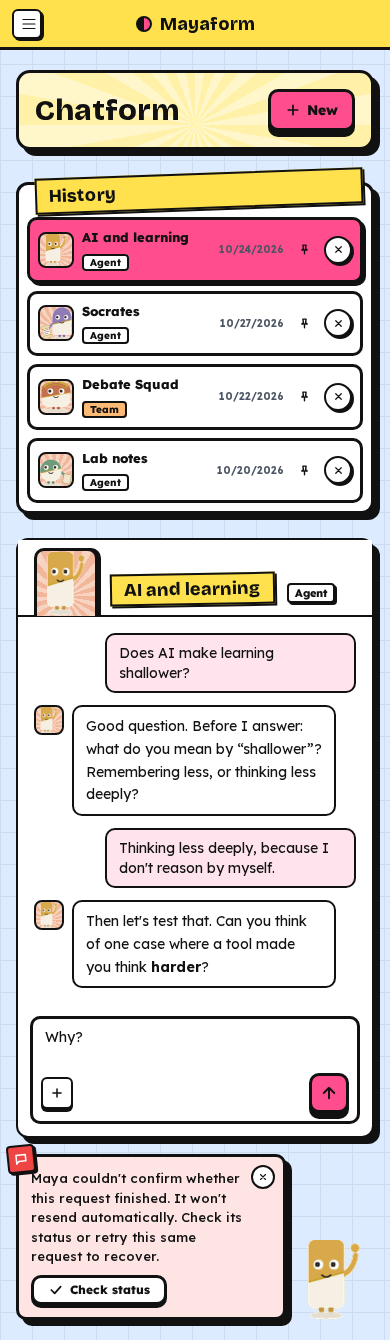 Mayaform
Chatform
New
History
AI and learning
10/24/2026
Agent
Socrates
10/27/2026
Agent
Debate Squad
10/22/2026
Team
Lab notes
10/20/2026
Agent
AI and learning
Agent
Does AI make learning
shallower?
Good question. Before I answer:
what do you mean by “shallower”?
Remembering less, or thinking less
deeply?
Thinking less deeply, because I
don't reason by myself.
Then let's test that. Can you think
of one case where a tool made
you think harder?
Why?
Maya couldn't confirm whether
this request finished. It won't
resend automatically. Check its
status or retry this same
request to recover.
Check status